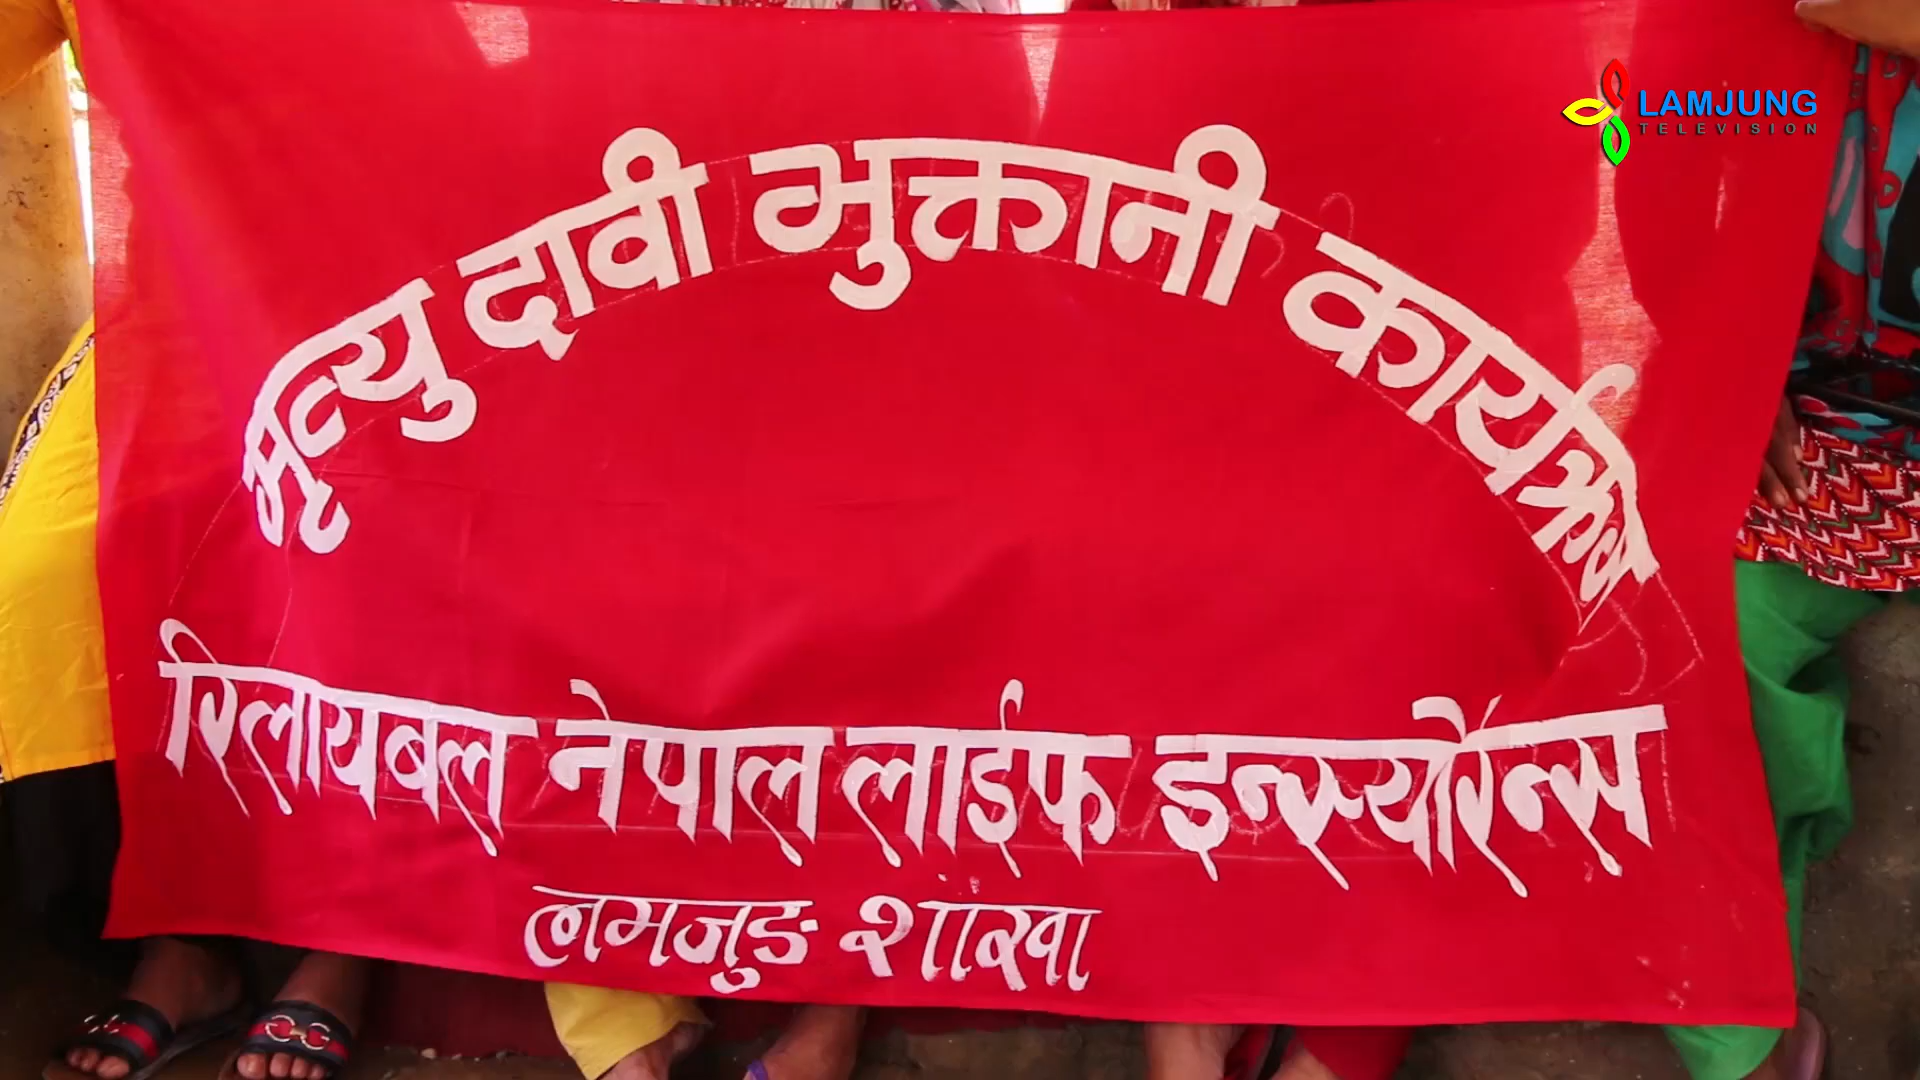 LAMJUNG
TELEVISION
मृत्यु दावी भुक्तानी कार्यक्रम
रिलायबल नेपाल लाईफ इन्स्योरेन्स
लमजुङ शाखा